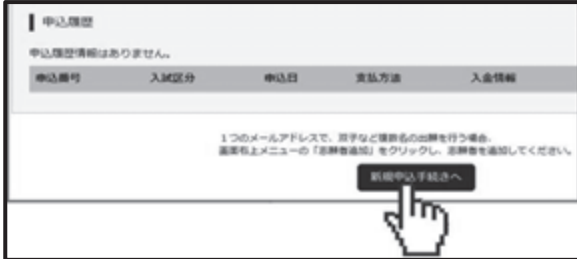 申込履歴
申込履歴情報はありません。
申込番号 入試区分 申込日 支払方法 入金情報
1つのメールアドレスで、双子など複数名の出願を行う場合、
画面右上メニューの「志願者追加」をクリックし、志願者を追加してください。
新規申込手続きへ